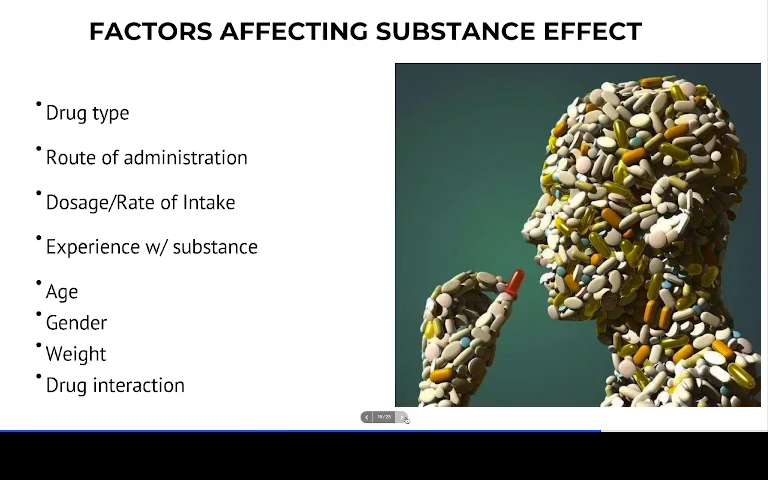 FACTORS AFFECTING SUBSTANCE EFFECT
• Drug type
• Route of administration
• Dosage/Rate of Intake
• Experience w/ substance
• Age
• Gender
• Weight
• Drug interaction